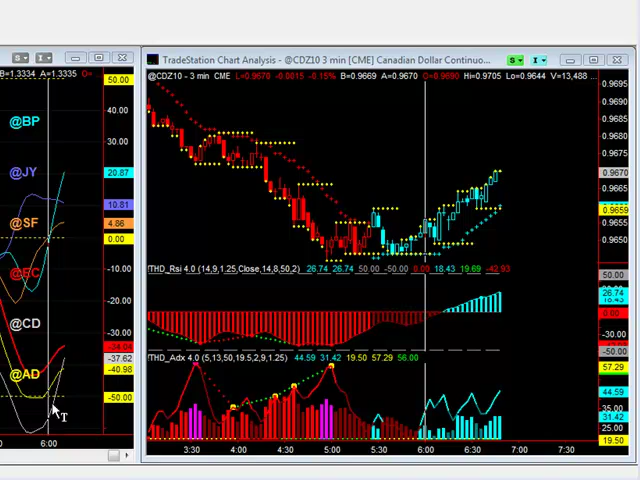 S I
TradeStation Chart Analysis - @CDZ10 3 min [CME] Canadian Dollar Continuo...
S I
B=1.3334 A=1.3335
50.00
@CDZ10 - 3 min CME L=0.9670 -0.0015 -0.15% B=0.9669 A=0.9670 O=0.9690 Hi=0.9705 Lo=0.9644 V=13,488 ...
0.9695
0.9690
0.9685
0.9680
0.9675
0.9670
0.9659
0.9655
0.9650
40.00
@BP
30.00
@JY
20.87
10.81
@SF
4.86
0.00
@EC
-10.00
-20.00
@CD
-30.00
-37.62
@AD
-40.98
-50.00
T
6:00
!THD_Rsi 4.0 (14,9,1.25,Close,14,8,50,2) 26.74 26.74 50.00 -50.00 0.00 18.43 19.69 -42.93
50.00
26.74
0.00
-50.00
!THD_Adx 4.0 (5,13,50,19.5,2.9,1.25) 44.59 31.42 19.50 57.29 56.00
57.29
44.59
35.00
25.00
19.50
3:30 4:00 4:30 5:00 5:30 6:00 6:30 7:00 7:30